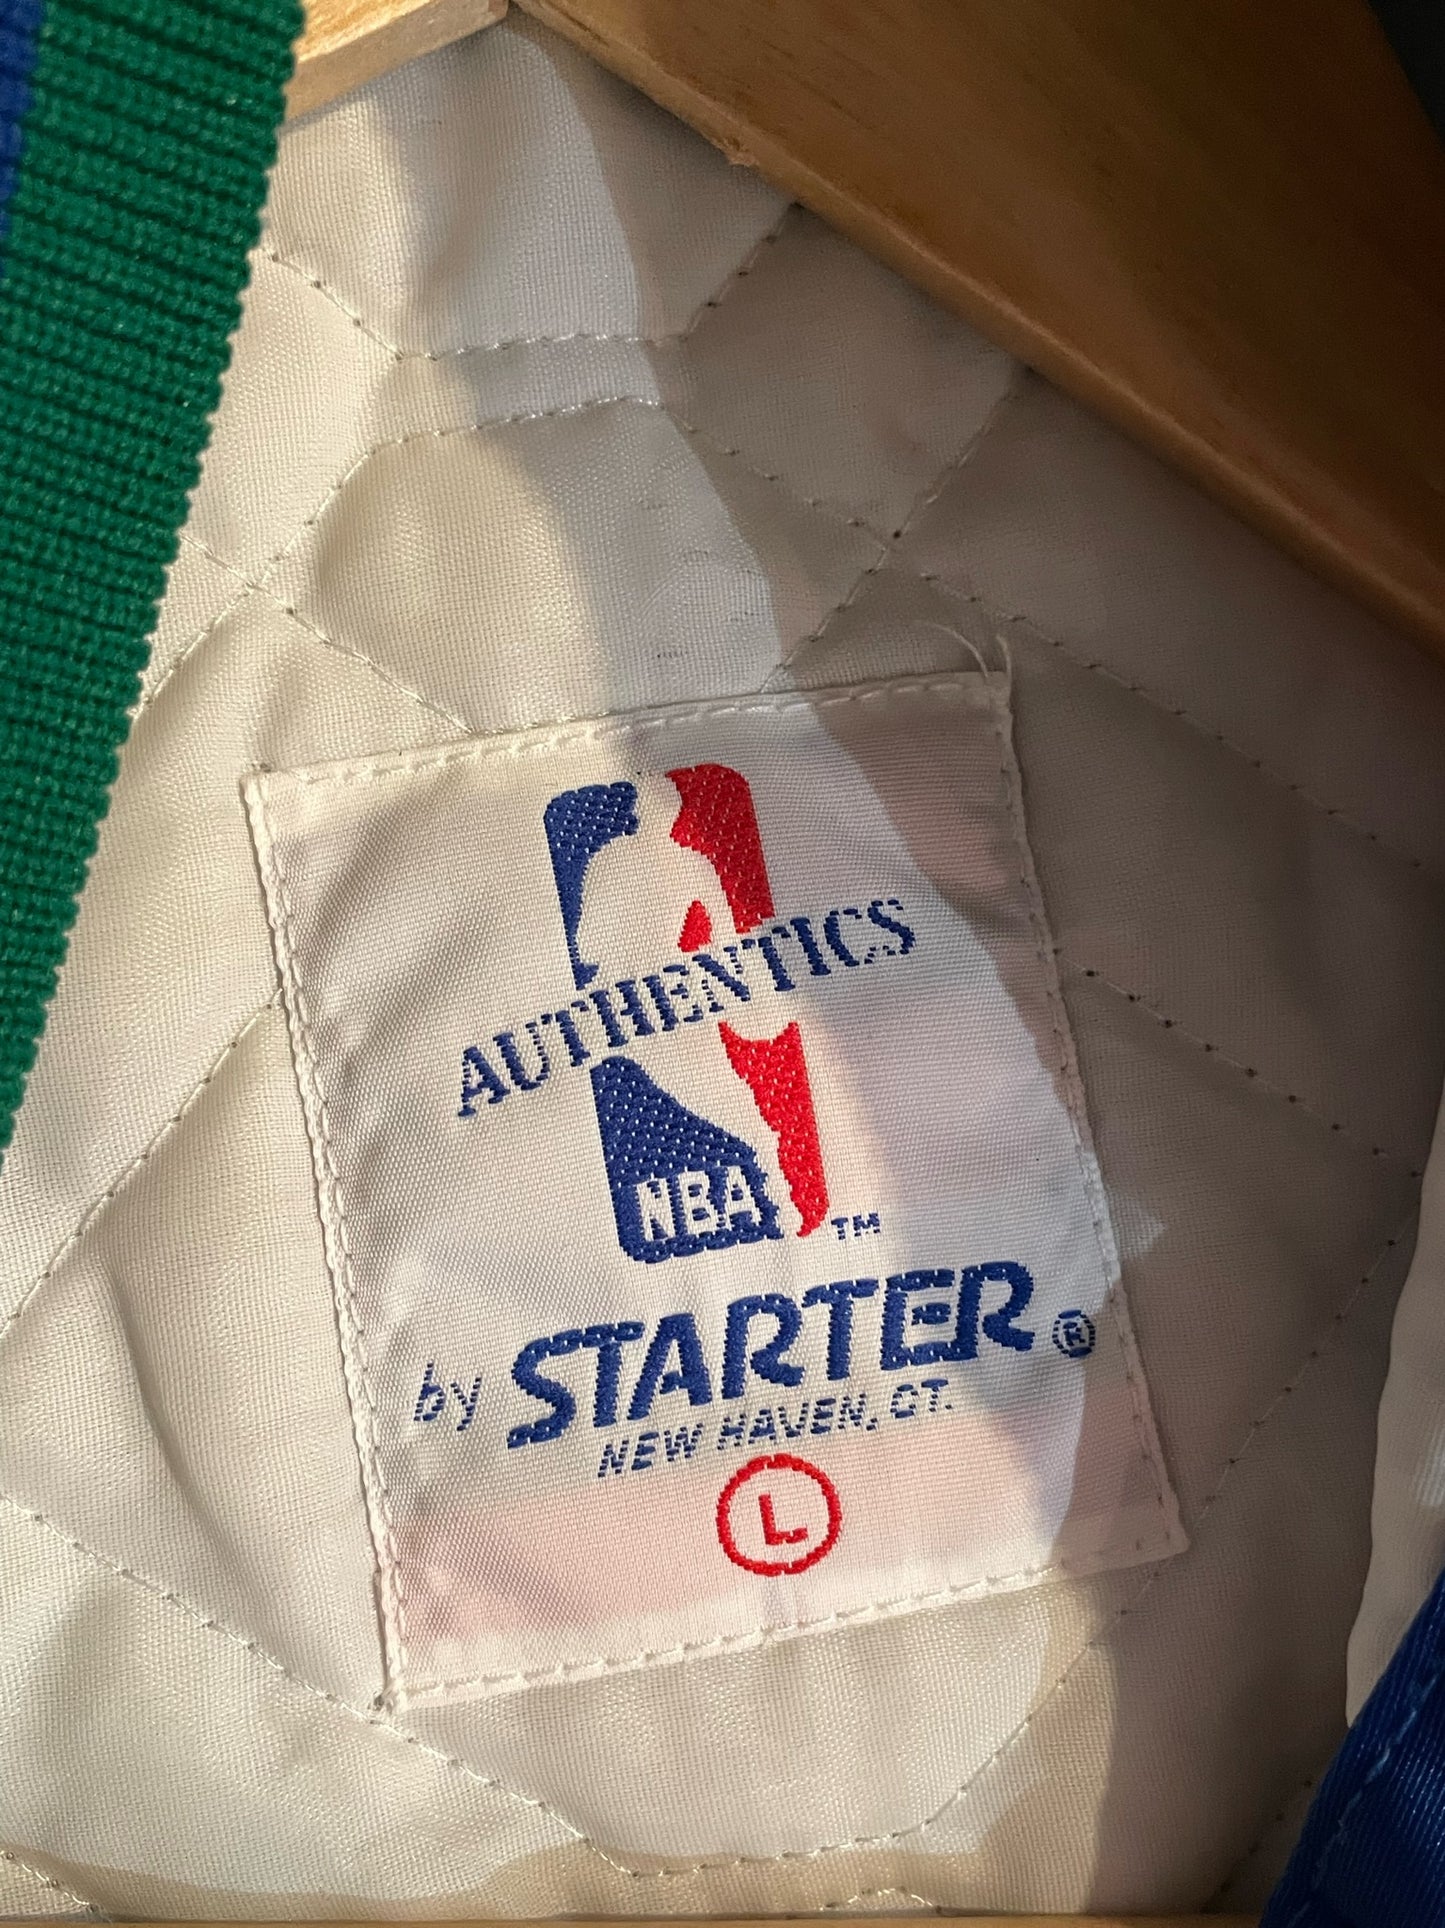 AUTHENTICS
NBA TM
by STARTER ®
NEW HAVEN, CT.
L